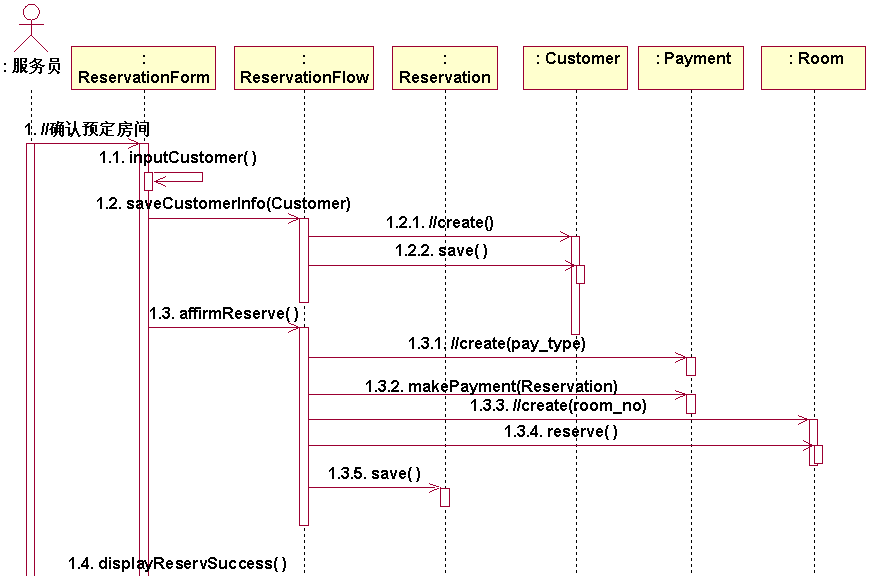 : 服务员
:
ReservationForm
:
ReservationFlow
:
Reservation
: Customer
: Payment
: Room
1. //确认预定房间
1.1. inputCustomer( )
1.2. saveCustomerInfo(Customer)
1.2.1. //create()
1.2.2. save( )
1.3. affirmReserve( )
1.3.1. //create(pay_type)
1.3.2. makePayment(Reservation)
1.3.3. //create(room_no)
1.3.4. reserve( )
1.3.5. save( )
1.4. displayReservSuccess( )